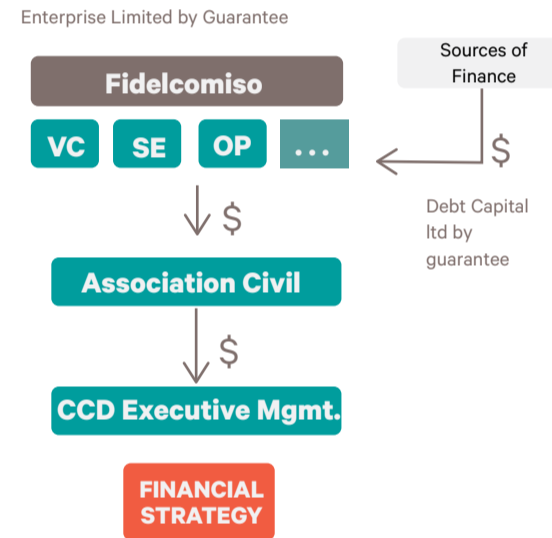 Enterprise Limited by Guarantee
Sources of
Finance
Fidelcomiso
VC SE OP ...
$
Debt Capital
ltd by
guarantee
$
Association Civil
$
CCD Executive Mgmt.
FINANCIAL
STRATEGY